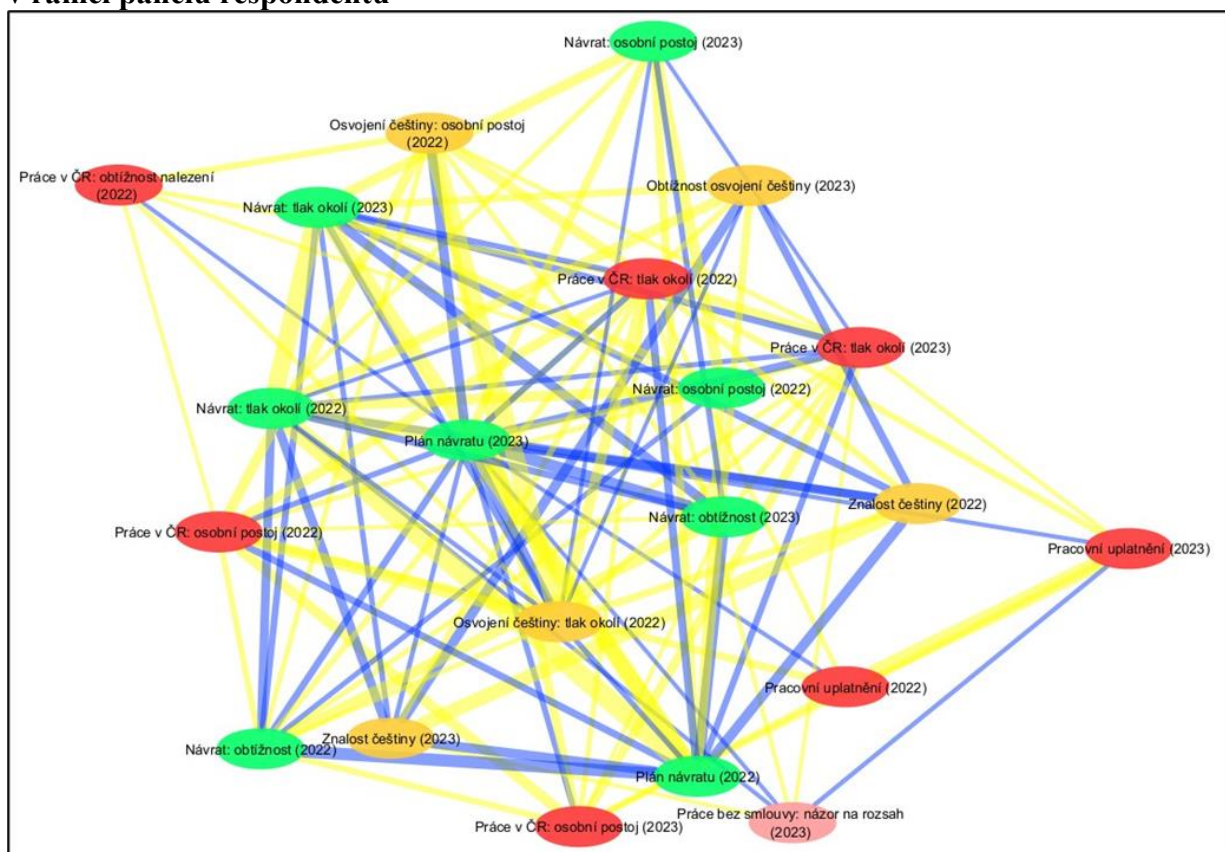 v rámci panelu respondentů
Návrat: osobní postoj (2023)
Osvojení češtiny: osobní postoj
(2022)
Práce v ČR: obtížnost nalezení
(2022)
Obtížnost osvojení češtiny (2023)
Návrat: tlak okolí (2023)
Práce v ČR: tlak okolí (2022)
Práce v ČR: tlak okolí (2023)
Návrat: osobní postoj (2022)
Návrat: tlak okolí (2022)
Plán návratu (2023)
Znalost češtiny (2022)
Návrat: obtížnost (2023)
Práce v ČR: osobní postoj (2022)
Pracovní uplatnění (2023)
Osvojení češtiny: tlak okolí (2022)
Pracovní uplatnění (2022)
Znalost češtiny (2023)
Návrat: obtížnost (2022)
Plán návratu (2022)
Práce bez smlouvy: názor na rozsah
(2023)
Práce v ČR: osobní postoj (2023)